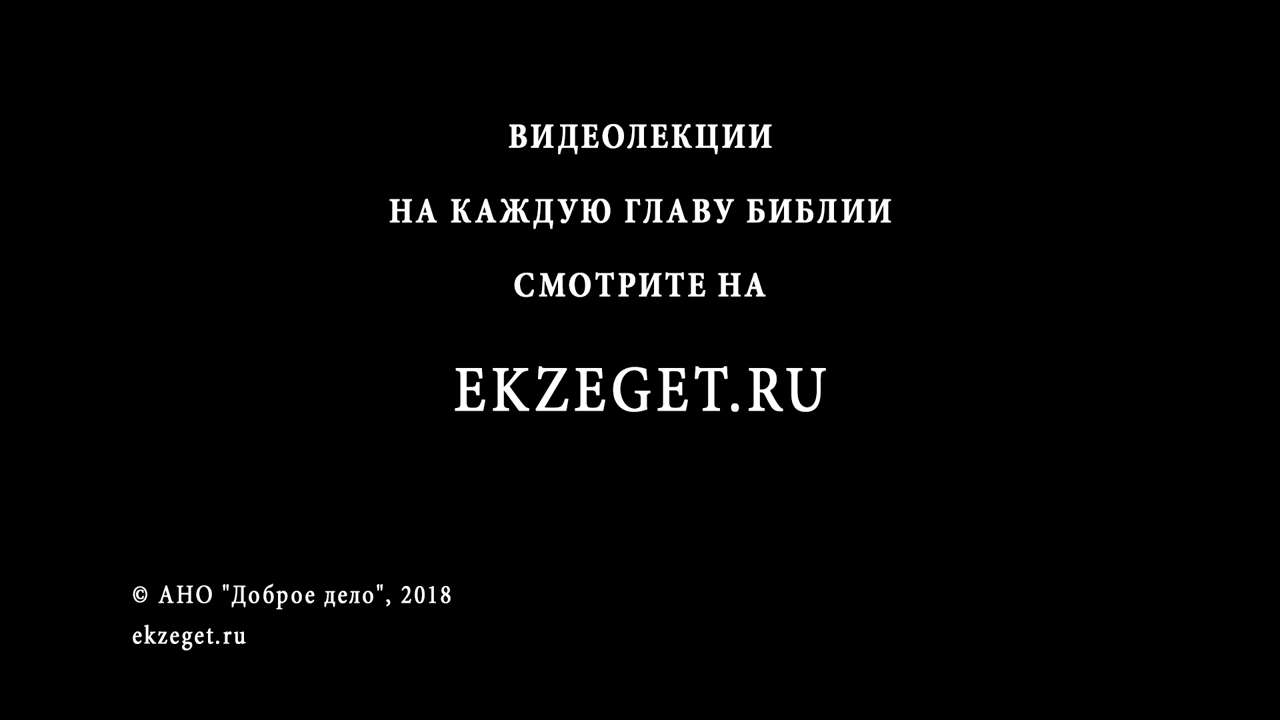 ВИДЕОЛЕКЦИИ
НА КАЖДУЮ ГЛАВУ БИБЛИИ
СМОТРИТЕ НА
EKZEGET.RU
© АНО "Доброе дело", 2018
ekzeget.ru